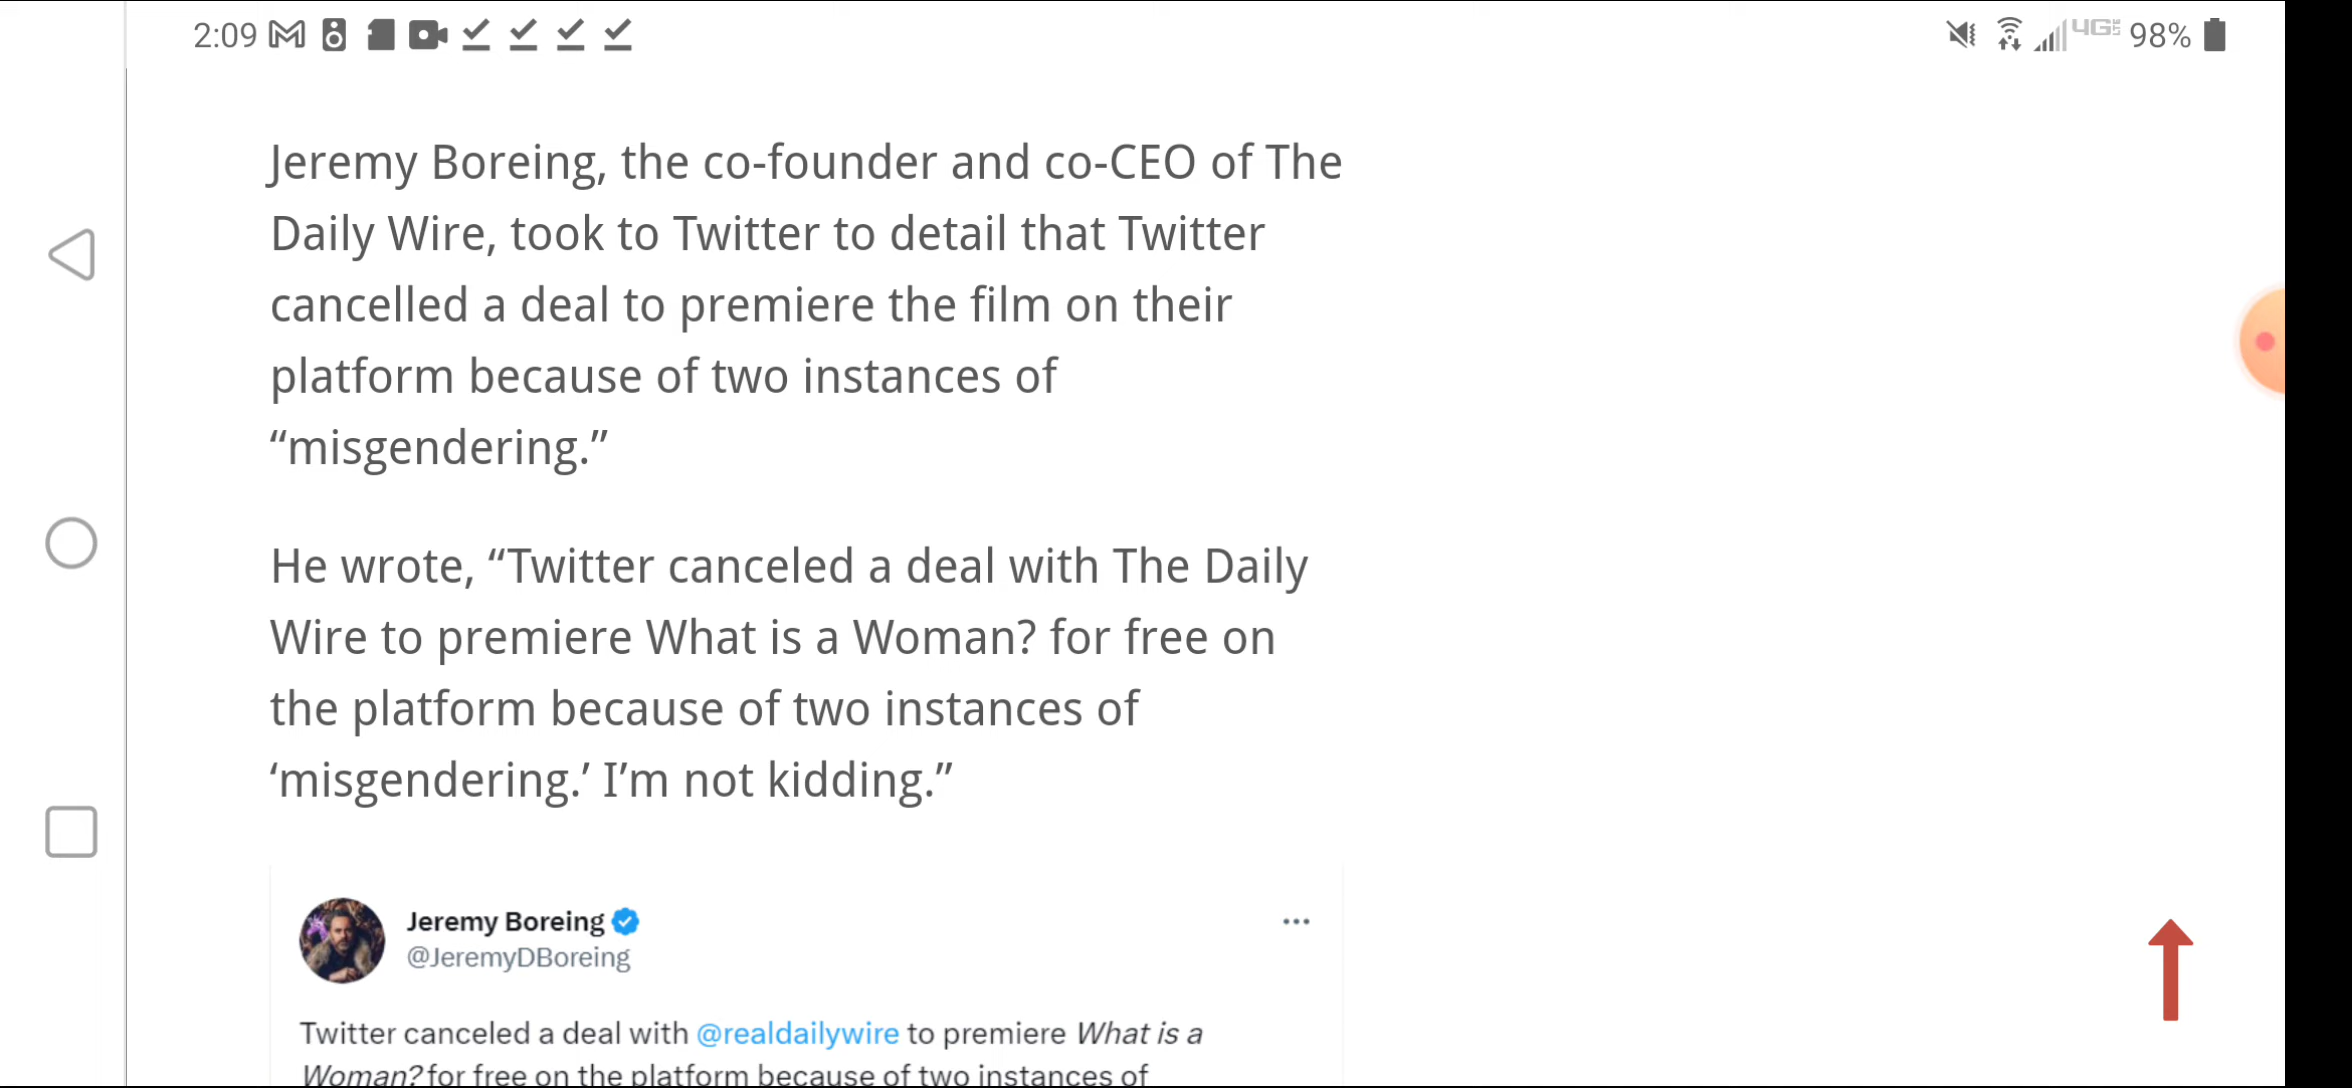 2:09
4GE 98%
Jeremy Boreing, the co-founder and co-CEO of The
Daily Wire, took to Twitter to detail that Twitter
cancelled a deal to premiere the film on their
platform because of two instances of
“misgendering.”
He wrote, “Twitter canceled a deal with The Daily
Wire to premiere What is a Woman? for free on
the platform because of two instances of
‘misgendering.’ I’m not kidding.”
Jeremy Boreing
@JeremyDBoreing
Twitter canceled a deal with @realdailywire to premiere What is a
Woman? for free on the platform because of two instances of